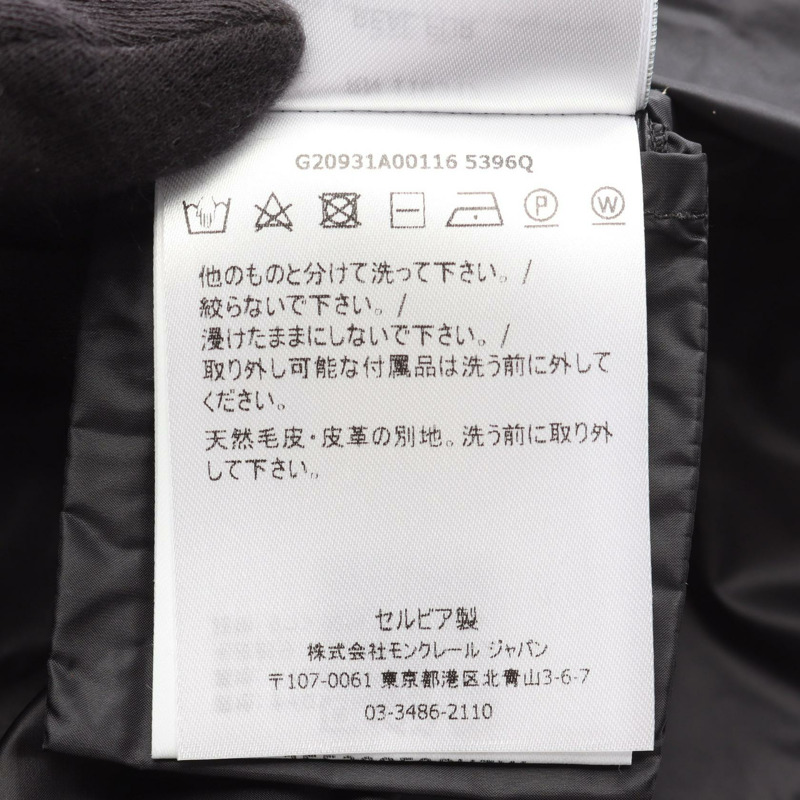 G20931A00116 5396Q
P
W
他のものと分けて洗って下さい。/
絞らないで下さい。/
浸けたままにしないで下さい。/
取り外し可能な付属品は洗う前に外して
ください。
天然毛皮・皮革の別地。洗う前に取り外
して下さい。
セルビア製
株式会社モンクレール ジャパン
〒107-0061 東京都港区北青山3-6-7
03-3486-2110